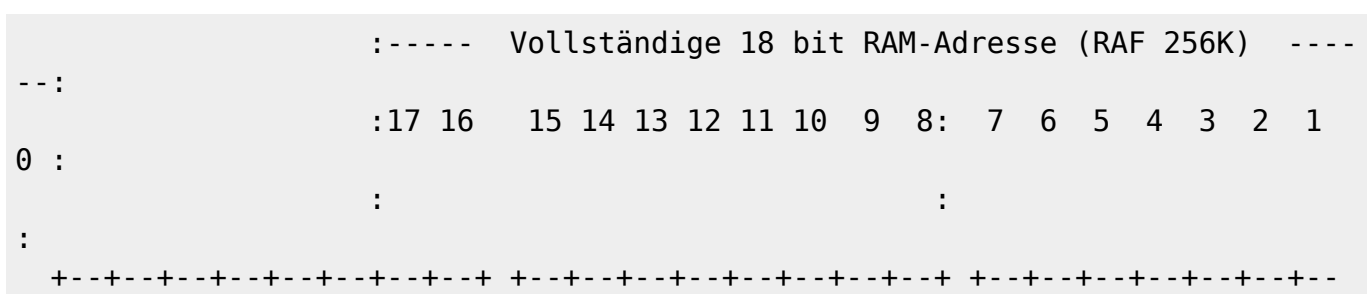 :-----  Vollständige 18 bit RAM-Adresse (RAF 256K)  ----
--:
:17 16   15 14 13 12 11 10  9  8:  7  6  5  4  3  2  1
0 :
:                                :
:
+--+--+--+--+--+--+--+--+ +--+--+--+--+--+--+--+--+ +--+--+--+--+--+--+--+--